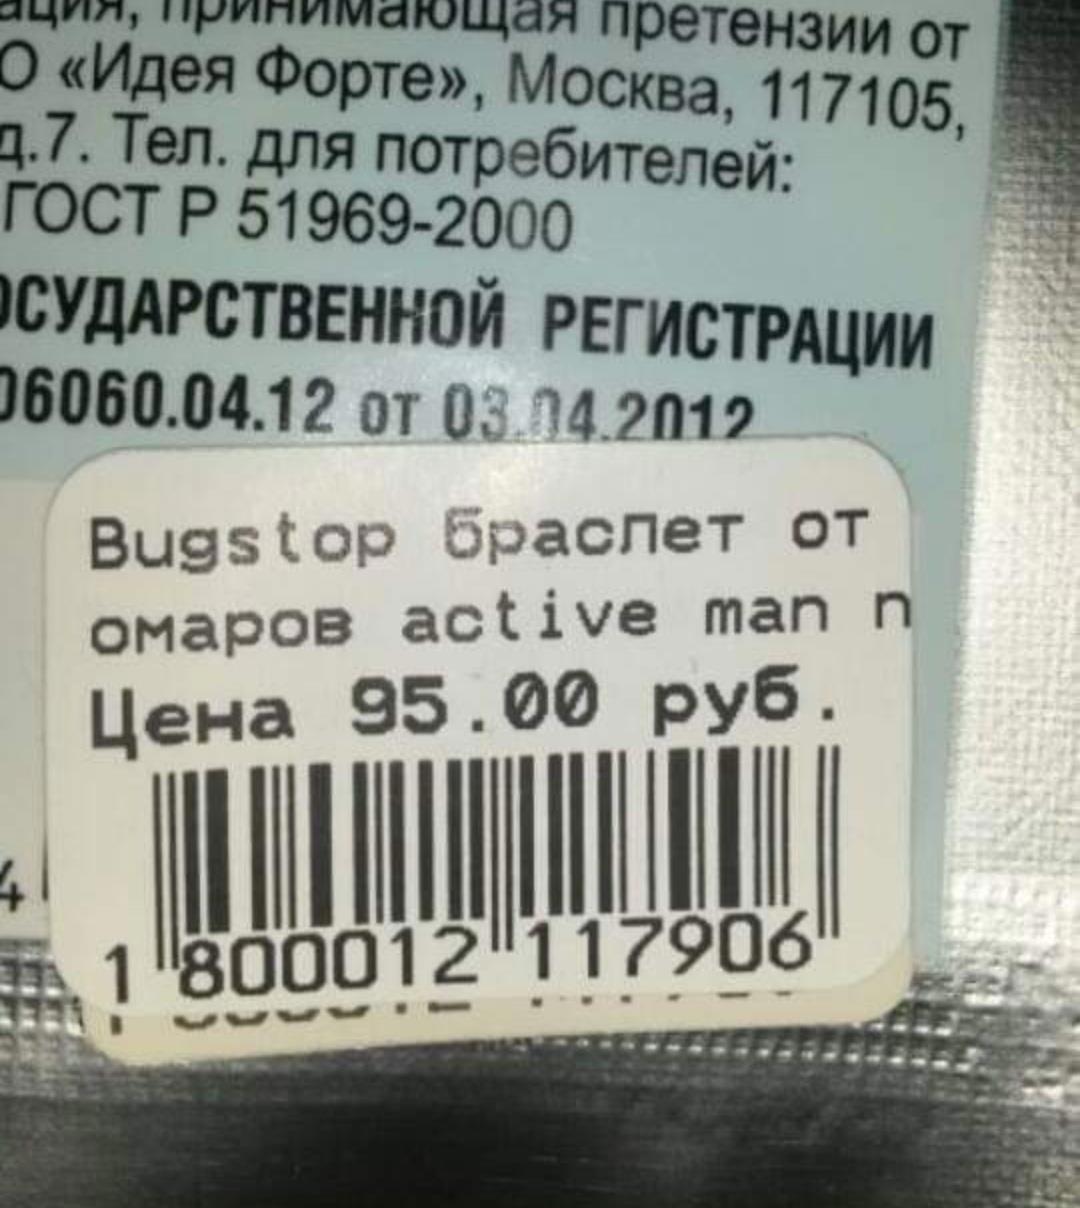 ация, принимающая претензии от
О «Идея Форте», Москва, 117105,
д.7. Тел. для потребителей:
ГОСТ Р 51969-2000
ОСУДАРСТВЕННОЙ РЕГИСТРАЦИИ
06060.04.12 от 03.04.2012
Bugstop браслет от
омаров active man n
Цена 95.00 руб.
4
1 800012 117906